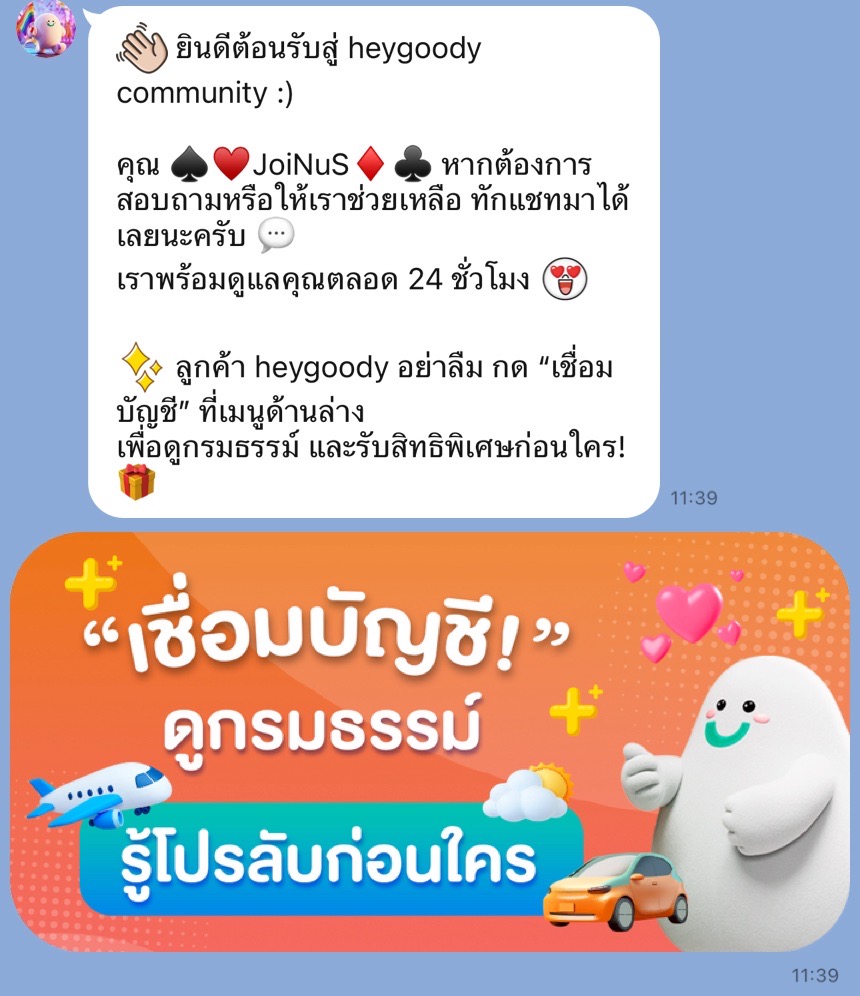 👋🏻 ยินดีต้อนรับสู่ heygoody
community :)
คุณ ♠️♥️JoiNuS♦️♣️ หากต้องการ
สอบถามหรือให้เราช่วยเหลือ ทักแชทมาได้
เลยนะครับ 💬
เราพร้อมดูแลคุณตลอด 24 ชั่วโมง 😍
✨ ลูกค้า heygoody อย่าลืม กด “เชื่อม
บัญชี” ที่เมนูด้านล่าง
เพื่อดูกรมธรรม์ และรับสิทธิพิเศษก่อนใคร!
🎁
11:39
“เชื่อมบัญชี!”
ดูกรมธรรม์
รู้โปรลับก่อนใคร
11:39